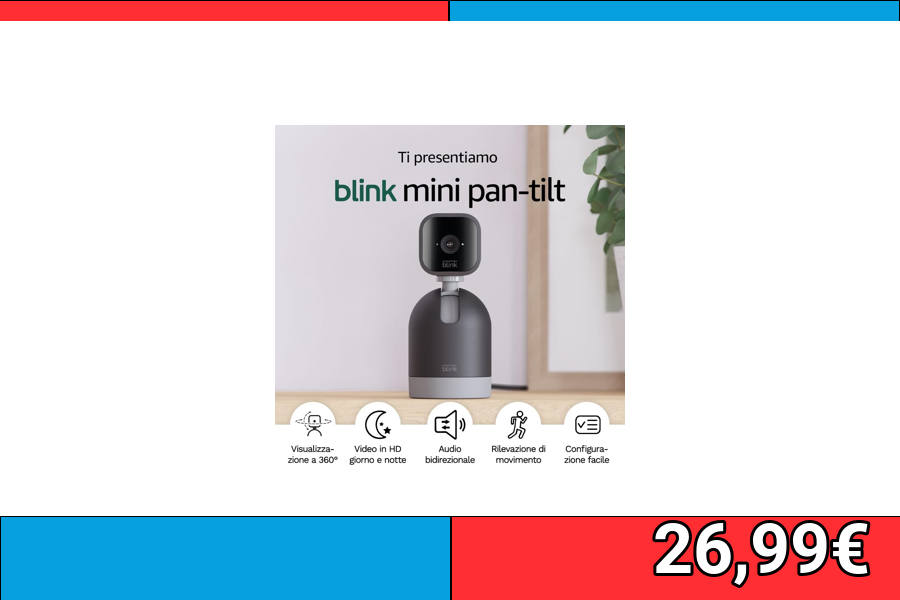 Ti presentiamo
blink mini pan-tilt
blink
blink
Visualizza-
zione a 360°
Video in HD
giorno e notte
Audio
bidirezionale
Rilevazione di
movimento
Configura-
zione facile
26,99€